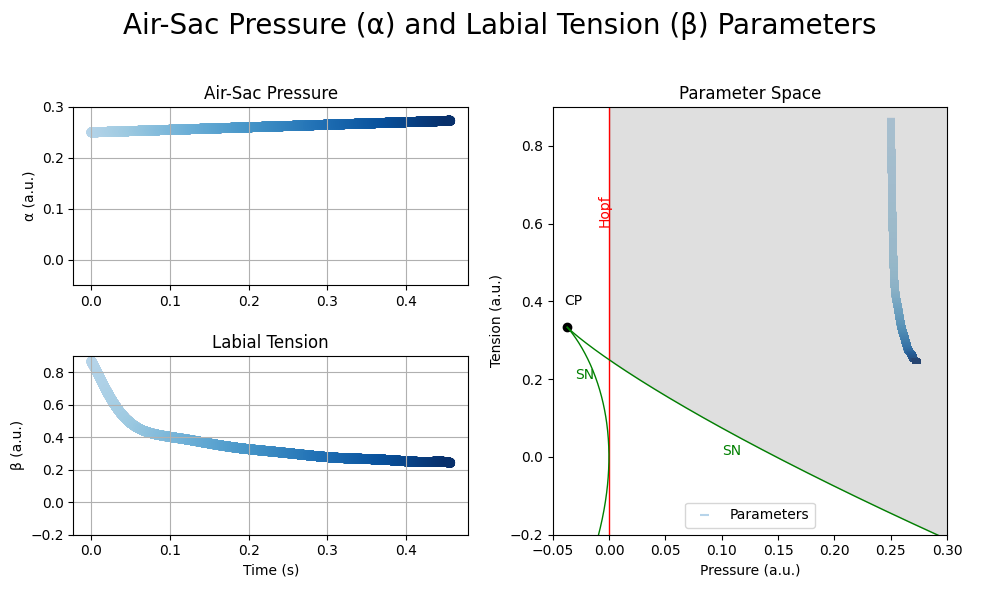 Air-Sac Pressure (α) and Labial Tension (β) Parameters
Air-Sac Pressure
α (a.u.)
0.3
0.2
0.1
0.0
0.0 0.1 0.2 0.3 0.4
Labial Tension
β (a.u.)
0.8
0.6
0.4
0.2
0.0
−0.2
0.0 0.1 0.2 0.3 0.4
Time (s)
Parameter Space
Tension (a.u.)
0.8
0.6
0.4
0.2
0.0
−0.2
Hopf
CP
SN
SN
Parameters
−0.05 0.00 0.05 0.10 0.15 0.20 0.25 0.30
Pressure (a.u.)